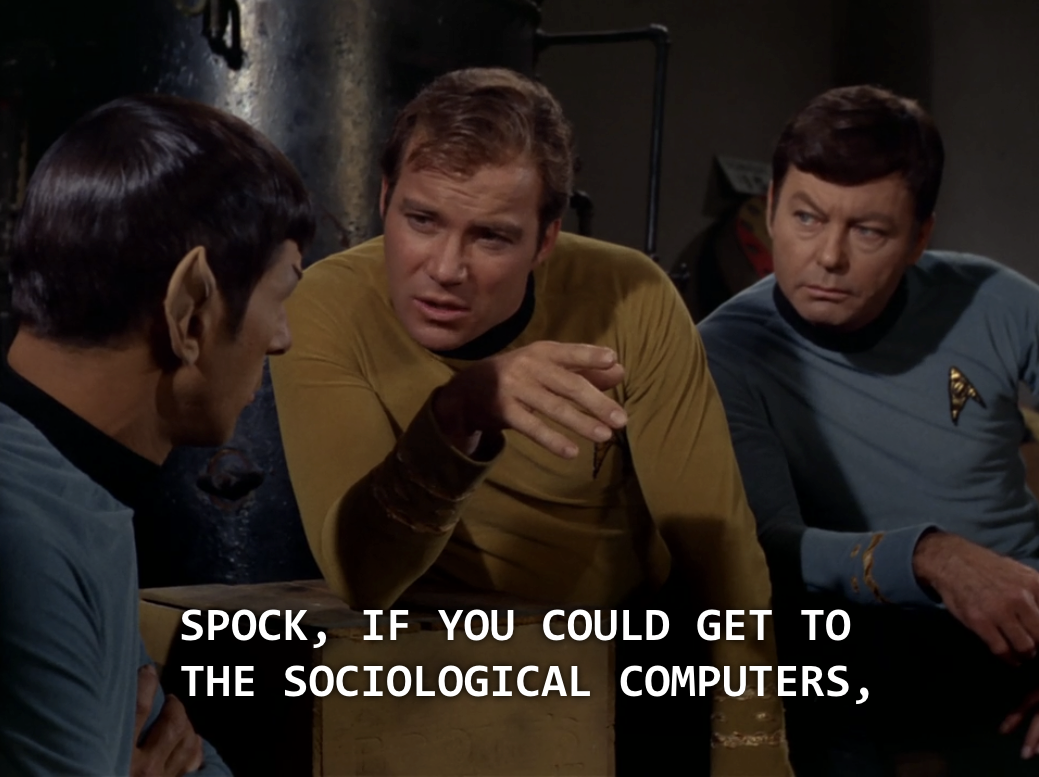 SPOCK, IF YOU COULD GET TO
THE SOCIOLOGICAL COMPUTERS,